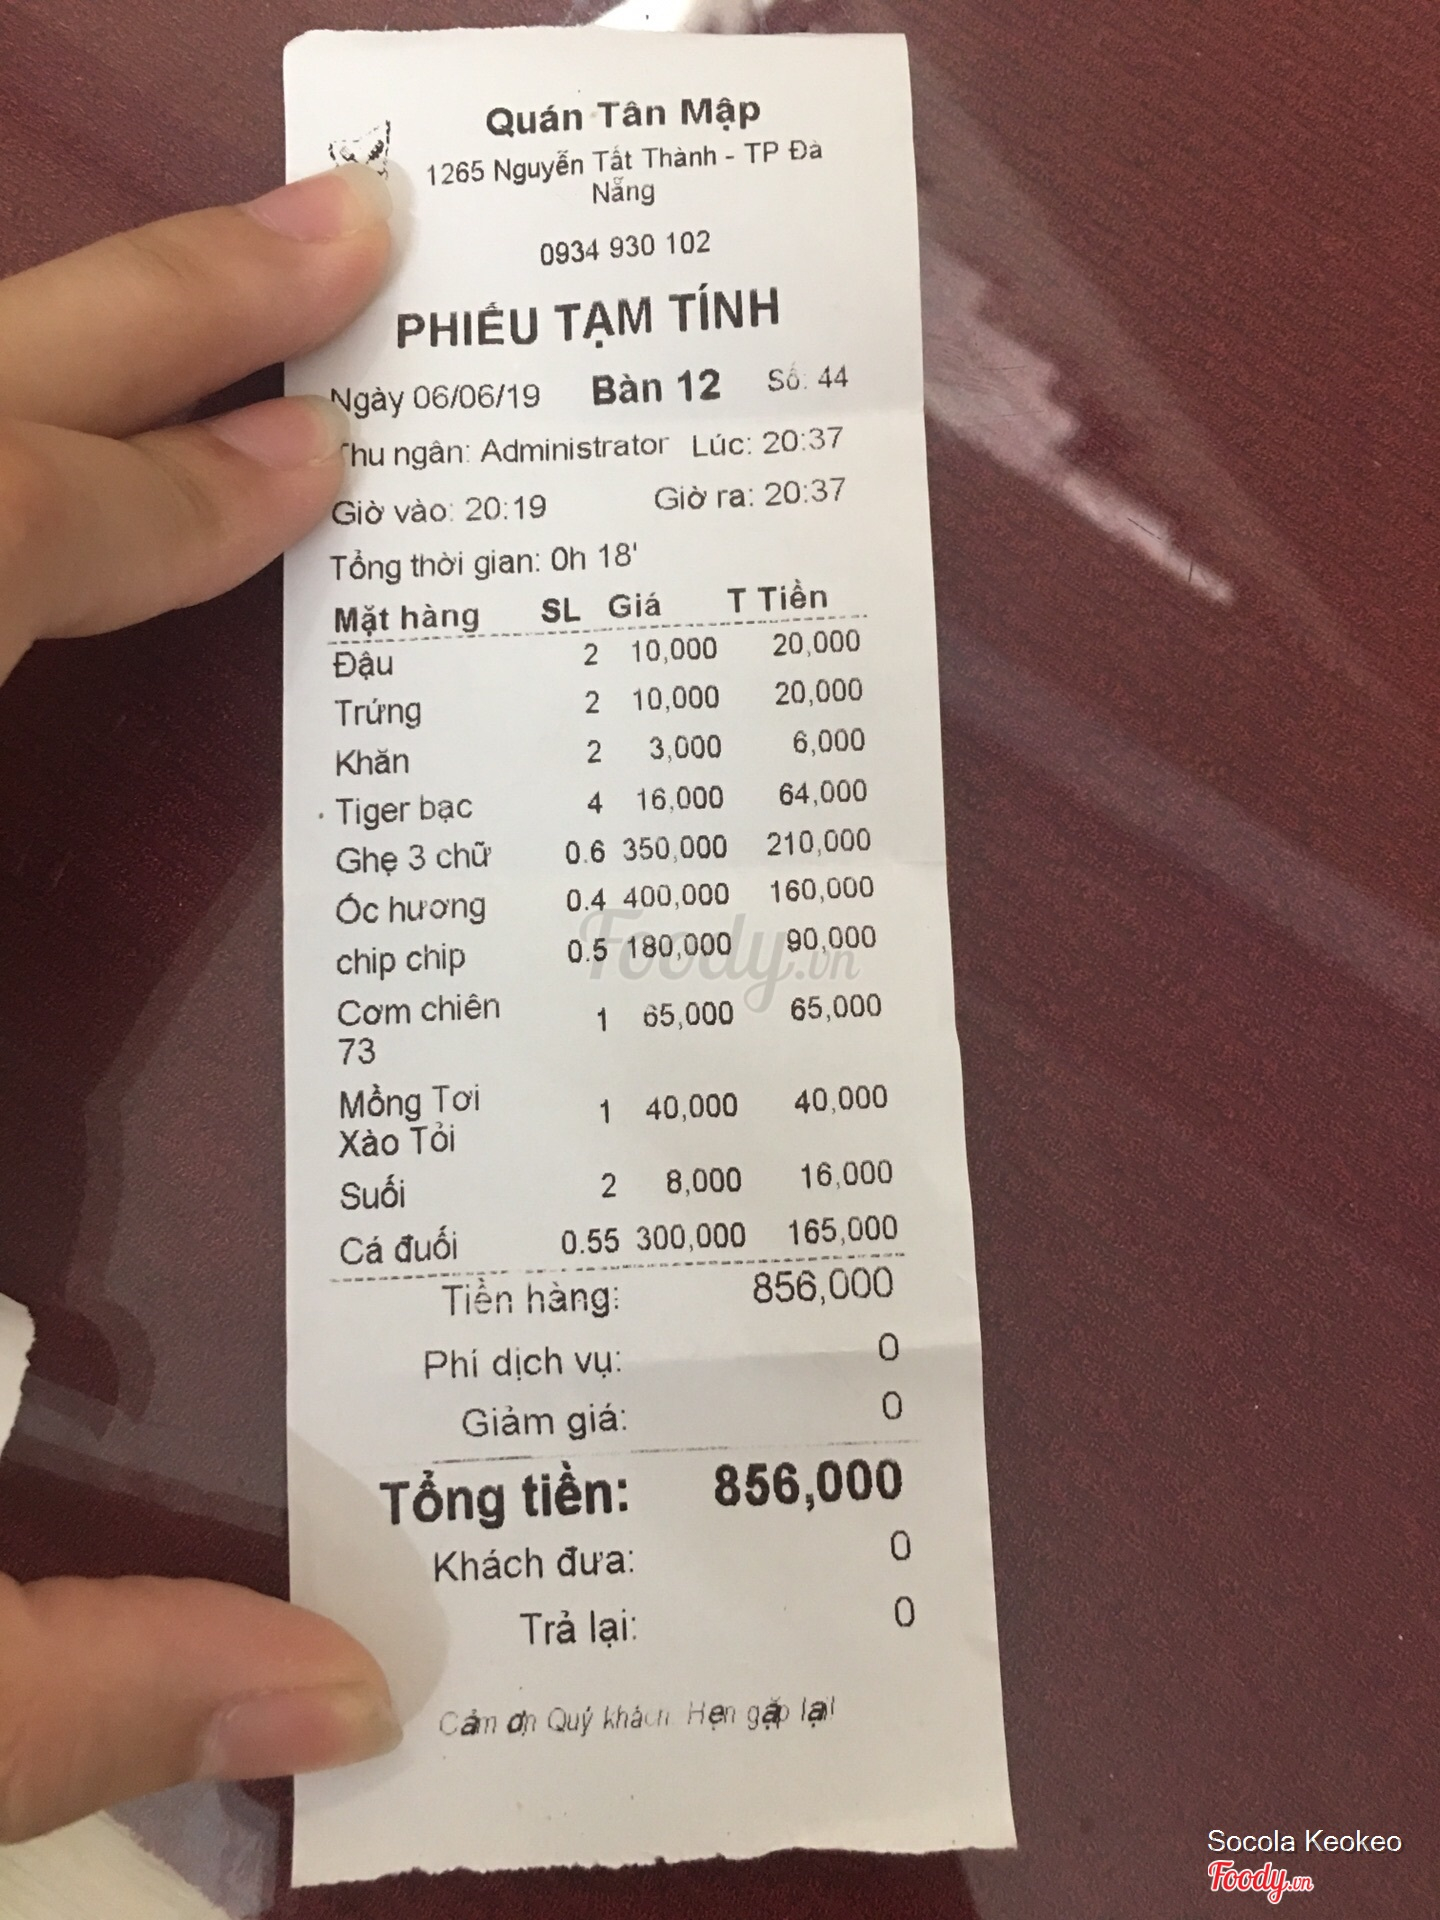 Quán Tân Mập
1265 Nguyễn Tất Thành - TP Đà
Nẵng
0934 930 102
PHIẾU TẠM TÍNH
Ngày 06/06/19 Bàn 12 Số: 44
Thu ngân: Administrator Lúc: 20:37
Giờ vào: 20:19 Giờ ra: 20:37
Tổng thời gian: 0h 18'
Mặt hàng SL Giá T Tiền
Đậu 2 10,000 20,000
Trứng 2 10,000 20,000
Khăn 2 3,000 6,000
Tiger bạc 4 16,000 64,000
Ghẹ 3 chữ 0.6 350,000 210,000
Ốc hương 0.4 400,000 160,000
chip chip 0.5 180,000 90,000
Cơm chiên 1 65,000 65,000
73
Mồng Tơi 1 40,000 40,000
Xào Tỏi
Suối 2 8,000 16,000
Cá đuối 0.55 300,000 165,000
Tiền hàng: 856,000
Phí dịch vụ: 0
Giảm giá: 0
Tổng tiền: 856,000
Khách đưa: 0
Trả lại: 0
Cảm ơn Quý khách. Hẹn gặp lại!
Foody.vn
Socola Keokeo
Foody.vn